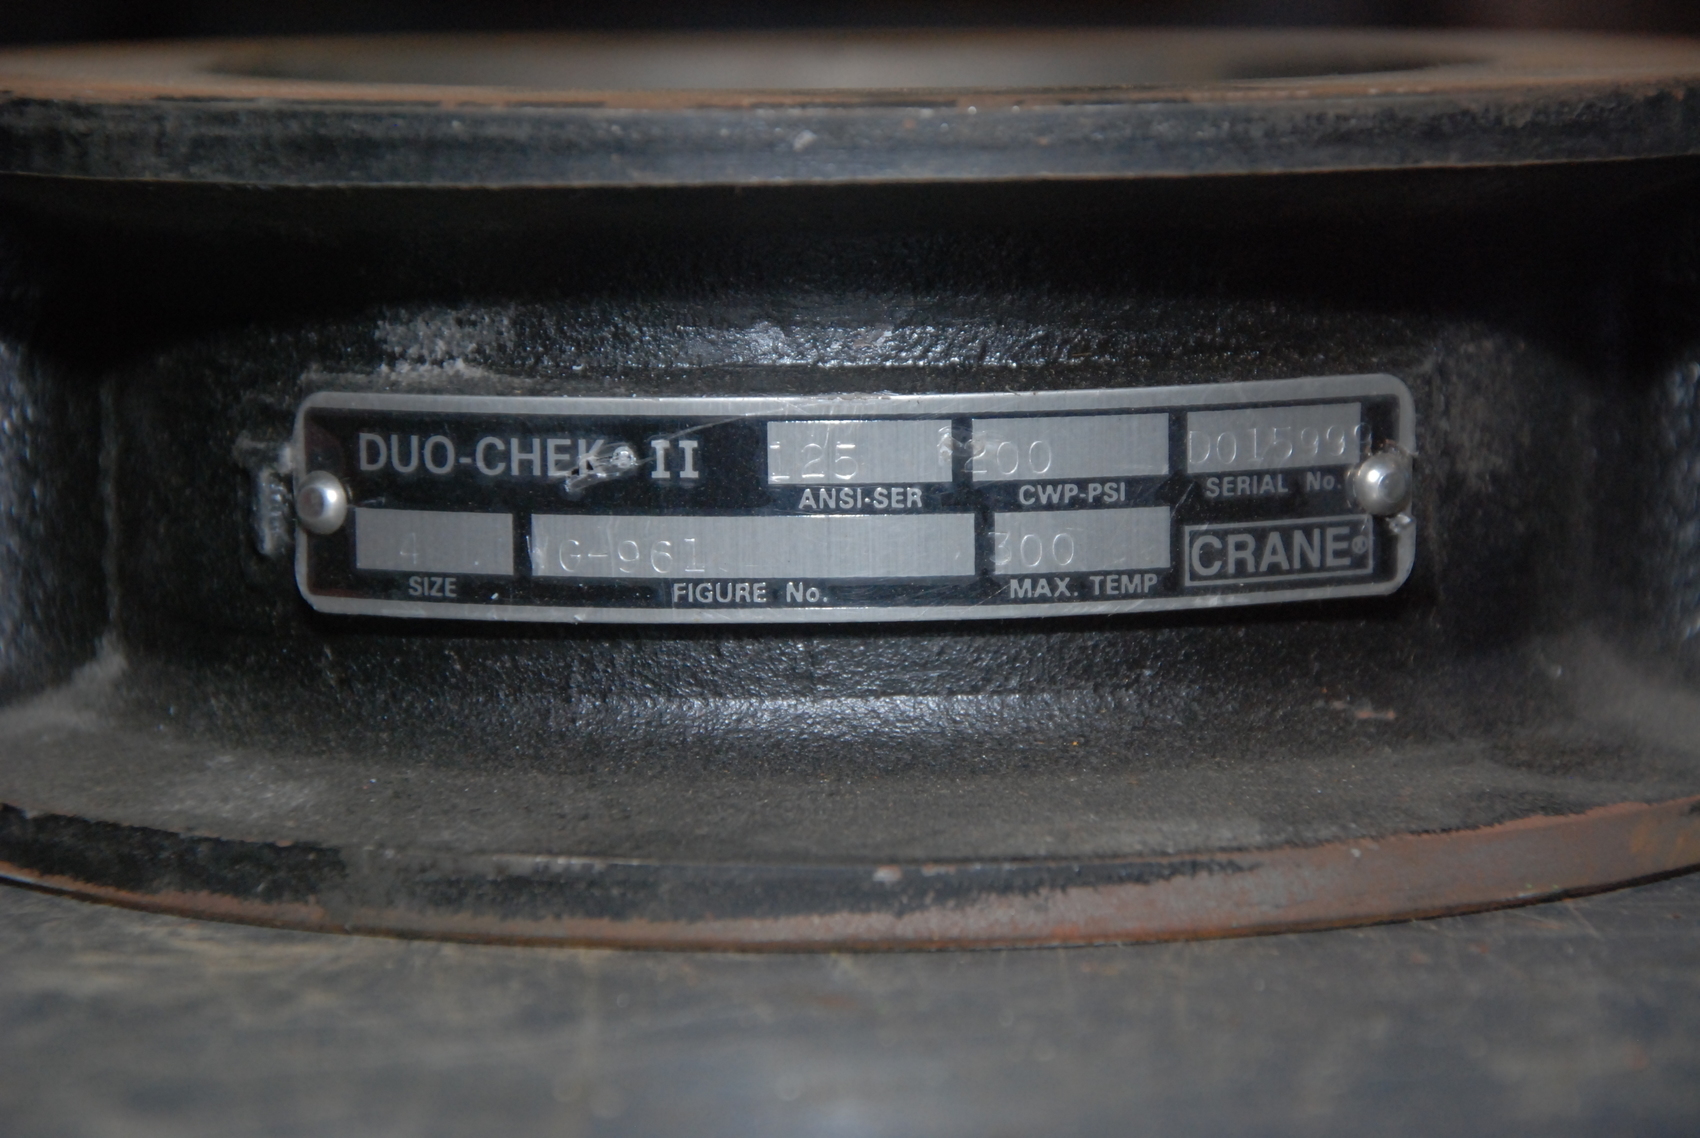 DUO-CHEK® II 125 200 D015999
ANSI-SER CWP-PSI SERIAL No.
4 G-961 300 CRANE®
SIZE FIGURE No. MAX. TEMP